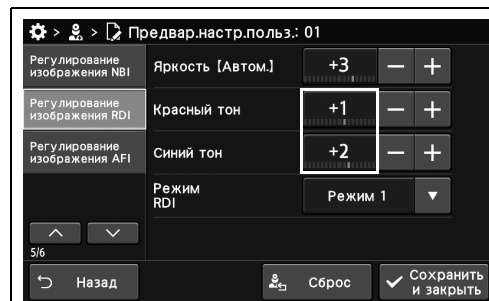 > > Предвар.настр.польз.: 01
Регулирование
изображения NBI
Яркость【Автом.】
+3
− +
Регулирование
изображения RDI
Красный тон
+1
− +
Регулирование
изображения AFI
Синий тон
+2
− +
Режим
RDI
Режим 1
5/6
Назад
Сброс
Сохранить
и закрыть